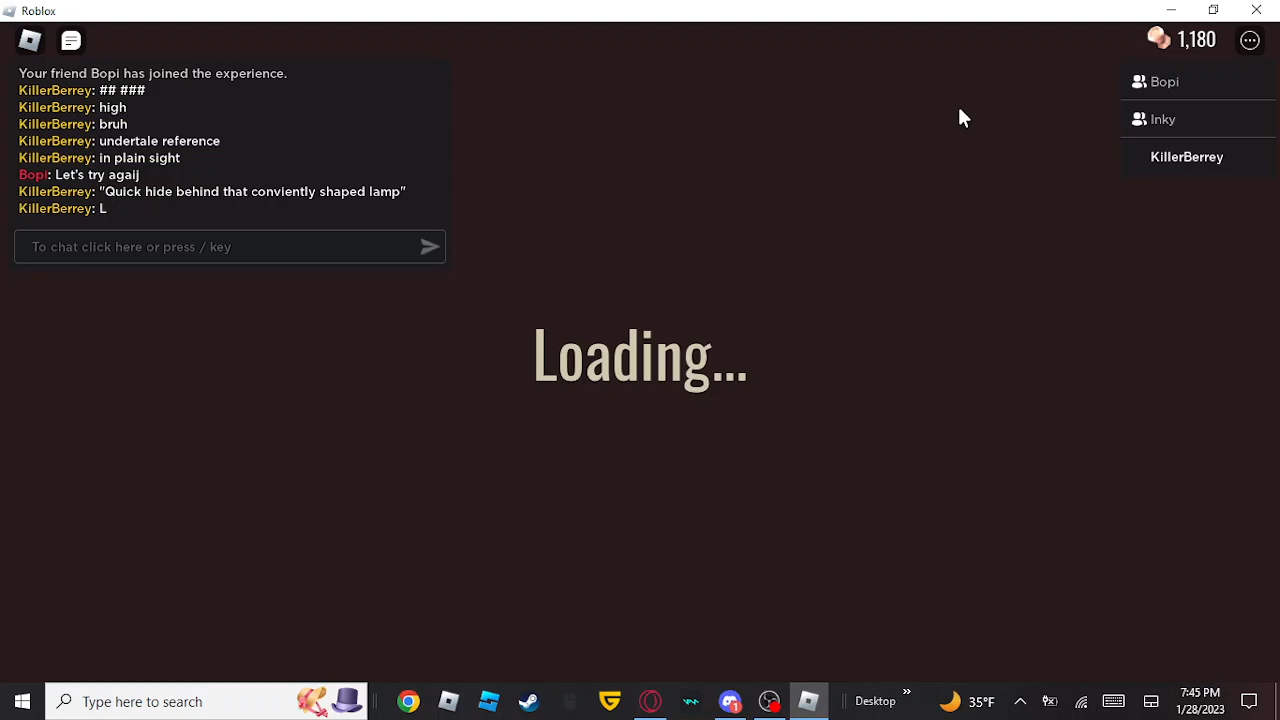 Roblox
1,180
Your friend Bopi has joined the experience.
KillerBerrey: ## ###
KillerBerrey: high
KillerBerrey: bruh
KillerBerrey: undertale reference
KillerBerrey: in plain sight
Bopi: Let's try agaij
KillerBerrey: "Quick hide behind that conviently shaped lamp"
KillerBerrey: L
To chat click here or press / key
Bopi
Inky
KillerBerrey
Loading...
Type here to search
1
Desktop
35°F
7:45 PM
1/28/2023